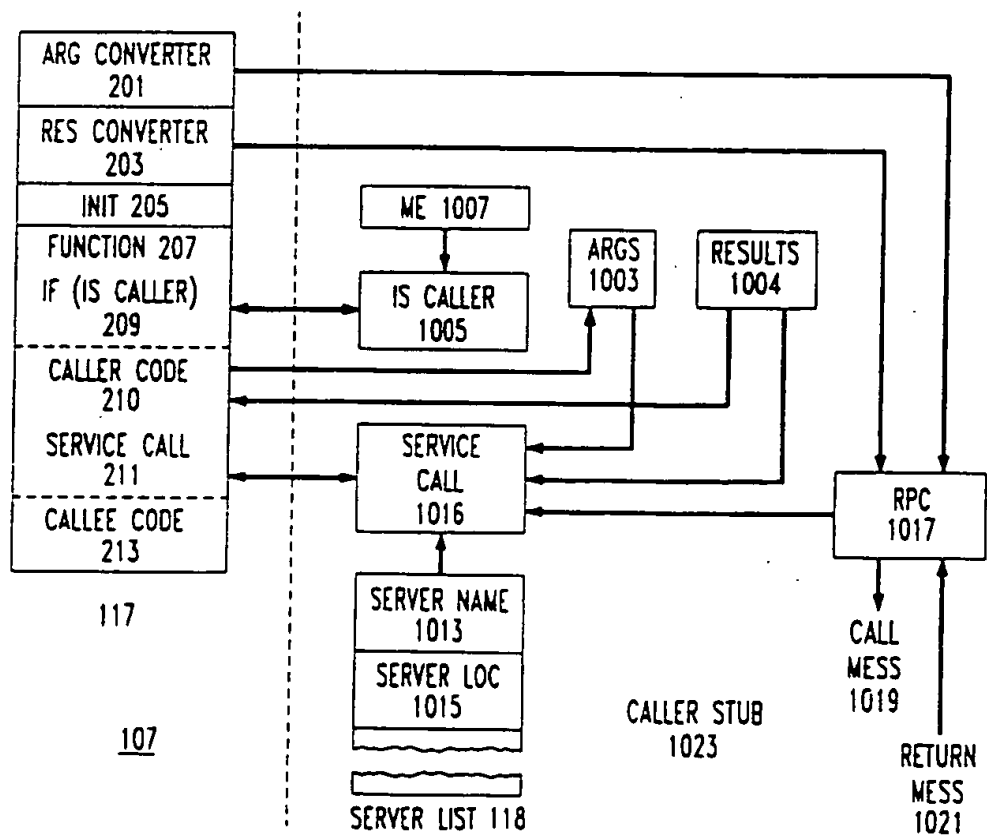 ARG CONVERTER
201
RES CONVERTER
203
INIT 205
FUNCTION 207
IF (IS CALLER)
209
CALLER CODE
210
SERVICE CALL
211
CALLEE CODE
213
117
107
ME 1007
IS CALLER
1005
ARGS
1003
RESULTS
1004
SERVICE
CALL
1016
SERVER NAME
1013
SERVER LOC
1015
SERVER LIST 118
RPC
1017
CALL
MESS
1019
CALLER STUB
1023
RETURN
MESS
1021